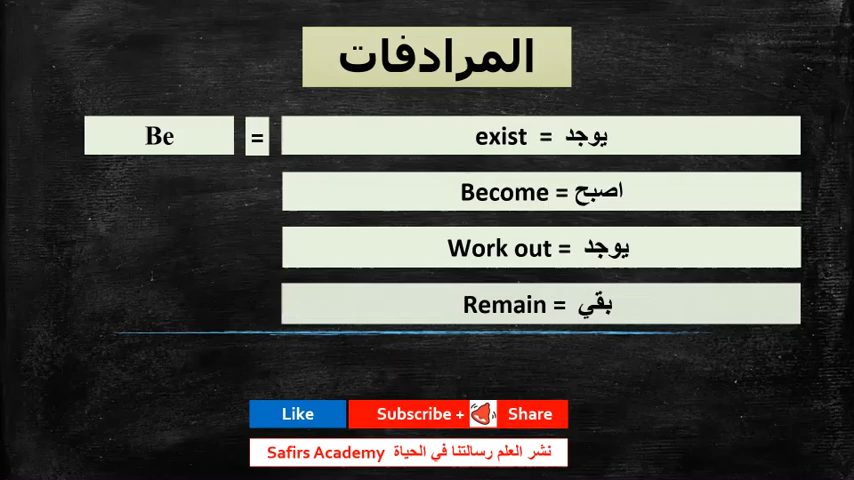 المرادفات
Be = exist = يوجد
Become = اصبح
Work out = يوجد
Remain = بقي
Like Subscribe + Share
Safirs Academy نشر العلم رسالتنا في الحياة